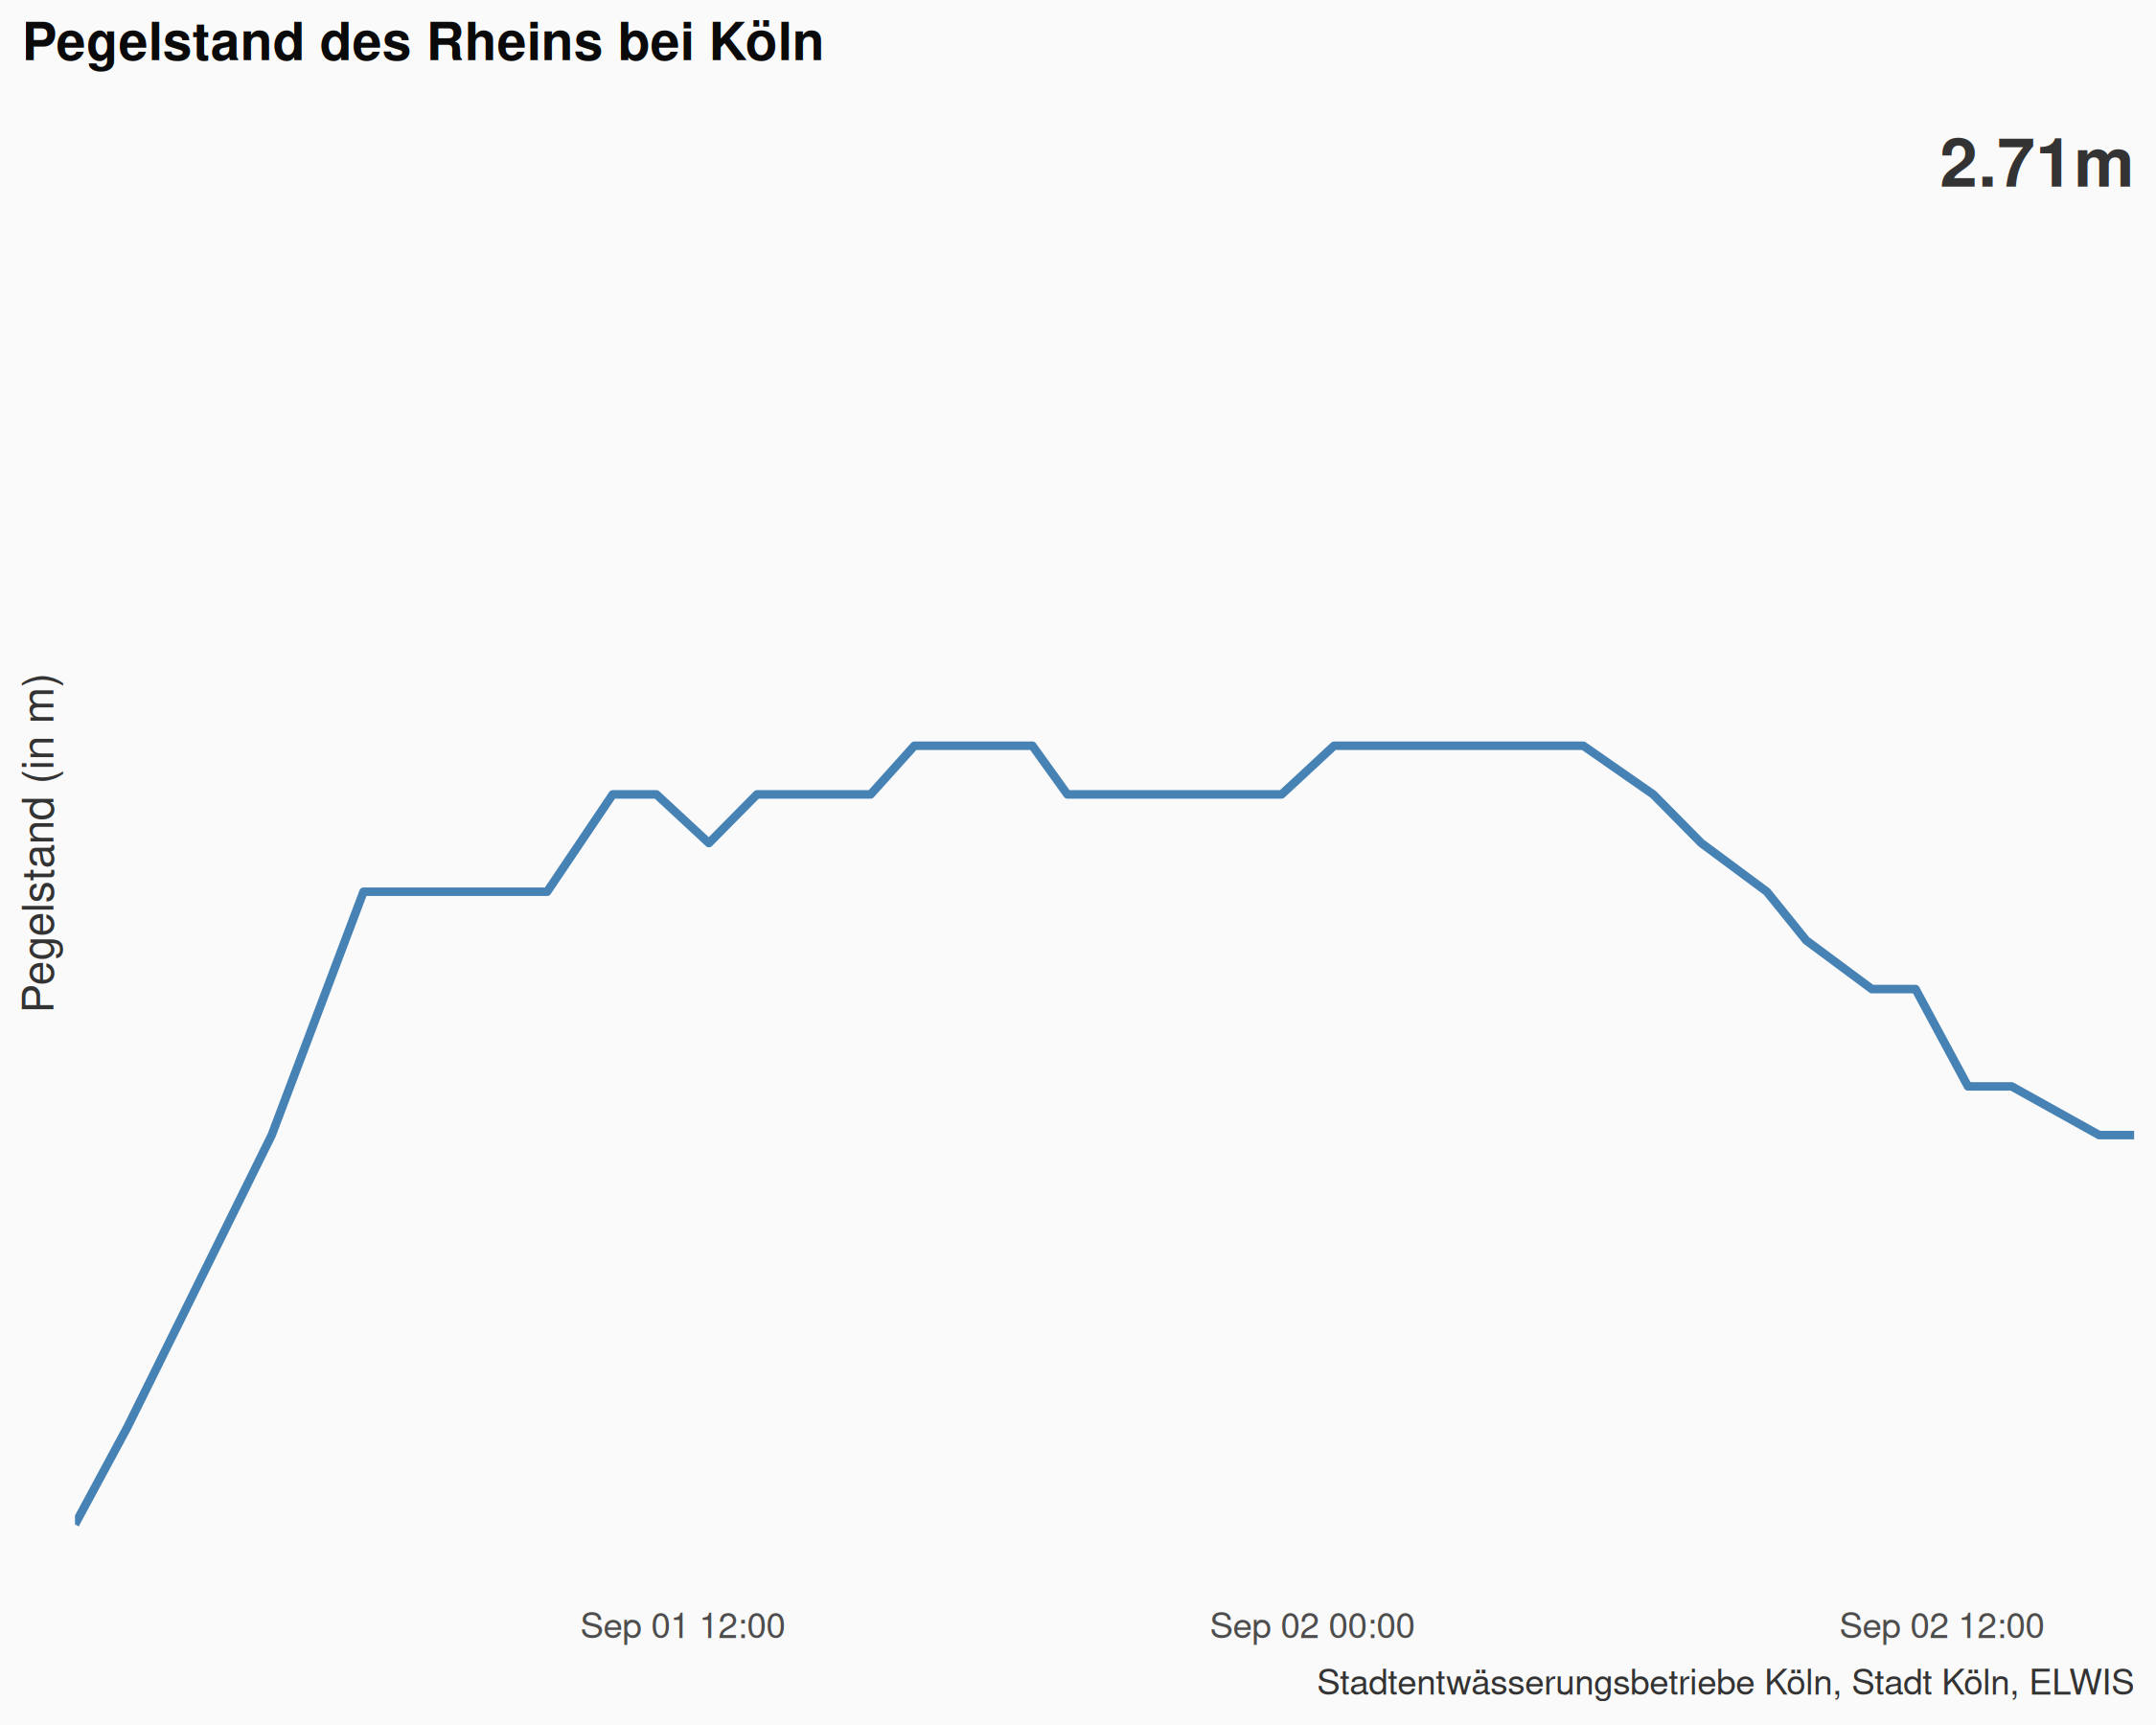 Pegelstand des Rheins bei Köln
2.71m
Pegelstand (in m)
Sep 01 12:00
Sep 02 00:00
Sep 02 12:00
Stadtentwässerungsbetriebe Köln, Stadt Köln, ELWIS